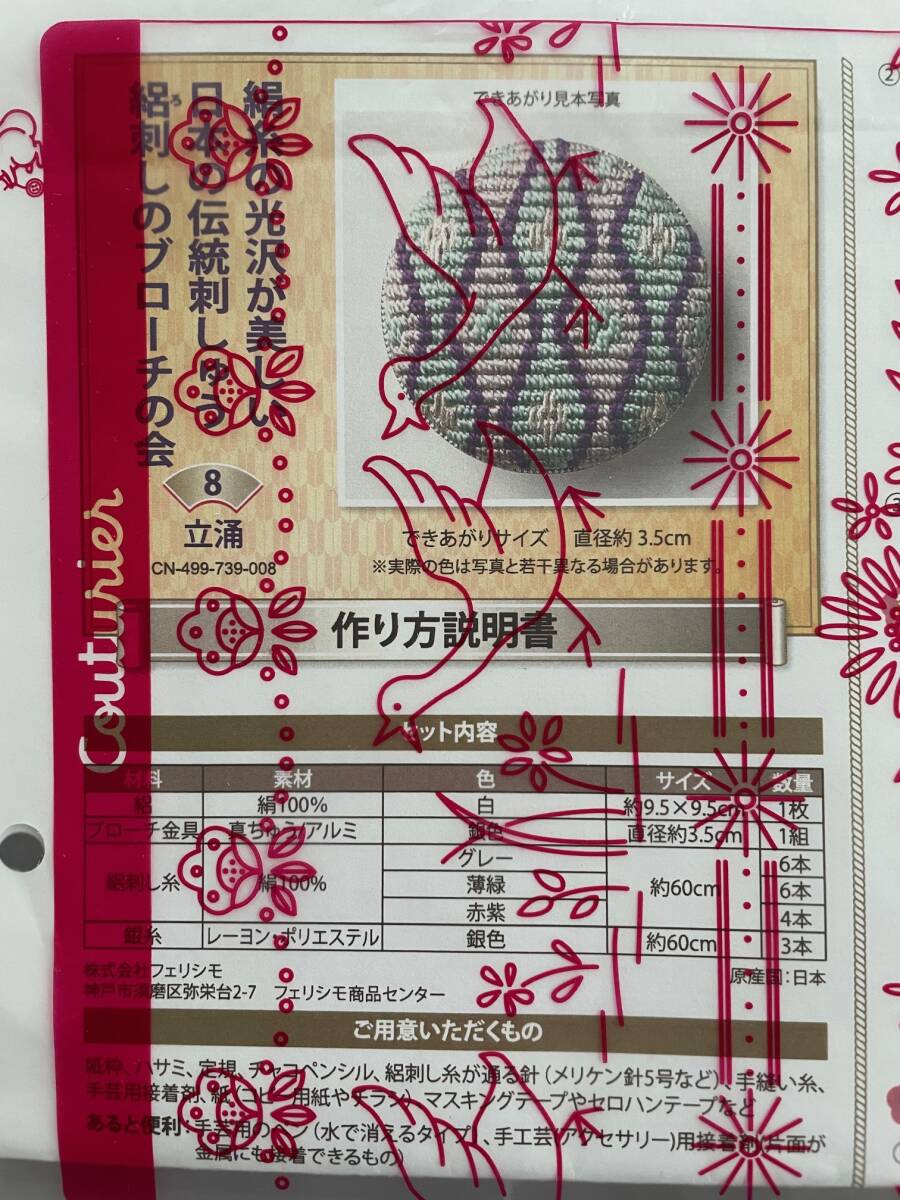 絹糸の光沢が美しい
日本の伝統刺しゅう
絽刺しのブローチの会
ろ
8
立涌
CN-499-739-008
できあがり見本写真
できあがりサイズ 直径約 3.5cm
※実際の色は写真と若干異なる場合があります。
Couturier
作り方説明書
セット内容
材料 素材 色 サイズ 数量
絽 絹100% 白 約9.5×9.5cm 1枚
ブローチ金具 真ちゅう/アルミ 銀色 直径約3.5cm 1組
絽刺し糸 絹100% グレー 約60cm 6本
薄緑 6本
赤紫 4本
銀糸 レーヨン・ポリエステル 銀色 約60cm 3本
株式会社フェリシモ
神戸市須磨区弥栄台2-7 フェリシモ商品センター
原産国：日本
ご用意いただくもの
紙枠、ハサミ、定規、チャコペンシル、絽刺し糸が通る針（メリケン針5号など）、手縫い糸、
手芸用接着剤、紙（コピー用紙やチラシ）、マスキングテープやセロハンテープなど
あると便利：手芸用のペン（水で消えるタイプ）、手工芸(アクセサリー)用接着剤(片面が
金属にも接着できるもの)
②